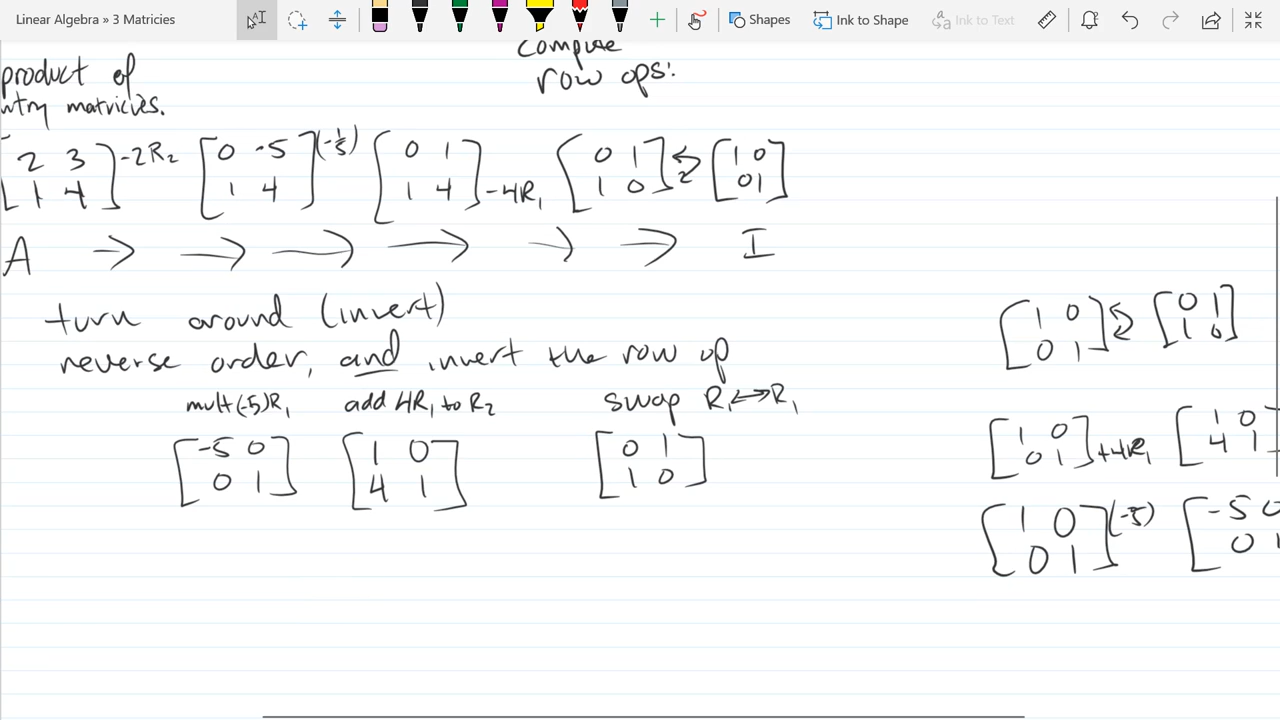 Linear Algebra » 3 Matricies
Shapes
Ink to Shape
Ink to Text
compute
product of
row ops:
ntry matricies.
[2 3 -2R₂ [0 -5 (-1/5) [0 1 [0 1 ↔ [1 0
1 4] 1 4] 1 4] -4R₁ 1 0] 0 1]
A → → → → → → I
turn around (invert)
reverse order, and invert the row op
mult(-5)R₁ add 4R₁ to R₂ swap R₁↔R₁
[-5 0 [1 0 [0 1
0 1] 4 1] 1 0]
[1 0 ↔ [0 1
0 1] 1 0]
[1 0 [1 0
0 1] +4R₁ 4 1
[1 0 (-5) [-5 0
0 1] 0 1